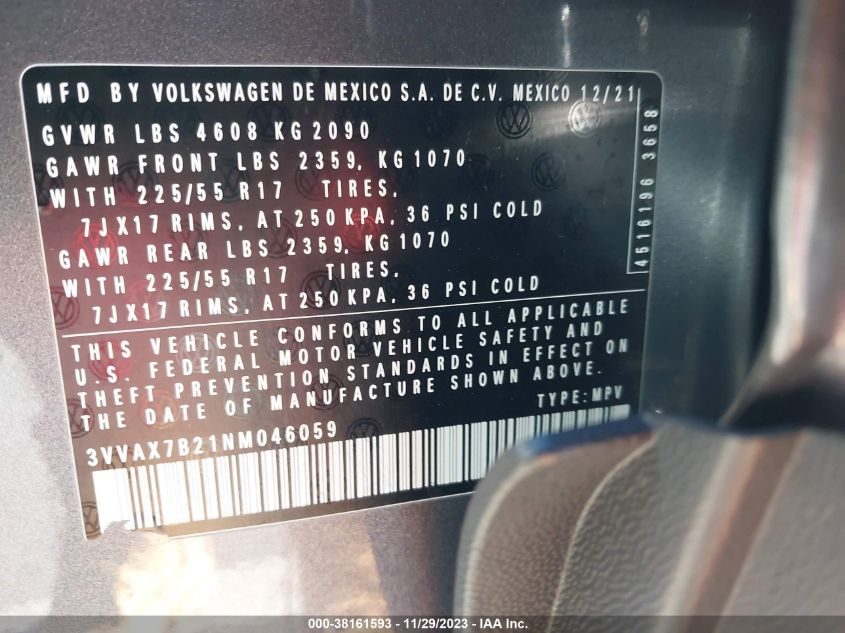 MFD BY VOLKSWAGEN DE MEXICO S.A. DE C.V. MEXICO 12/21
GVWR LBS 4608 KG 2090
GAWR FRONT LBS 2359, KG 1070
WITH 225/55 R17 TIRES,
7JX17 RIMS, AT 250 KPA, 36 PSI COLD
GAWR REAR LBS 2359, KG 1070
WITH 225/55 R17 TIRES,
7JX17 RIMS, AT 250 KPA, 36 PSI COLD
4516196 3658
THIS VEHICLE CONFORMS TO ALL APPLICABLE
U.S. FEDERAL MOTOR VEHICLE SAFETY AND
THEFT PREVENTION STANDARDS IN EFFECT ON
THE DATE OF MANUFACTURE SHOWN ABOVE.
TYPE: MPV
3VVAX7B21NM046059
000-38161593 - 11/29/2023 - IAA Inc.